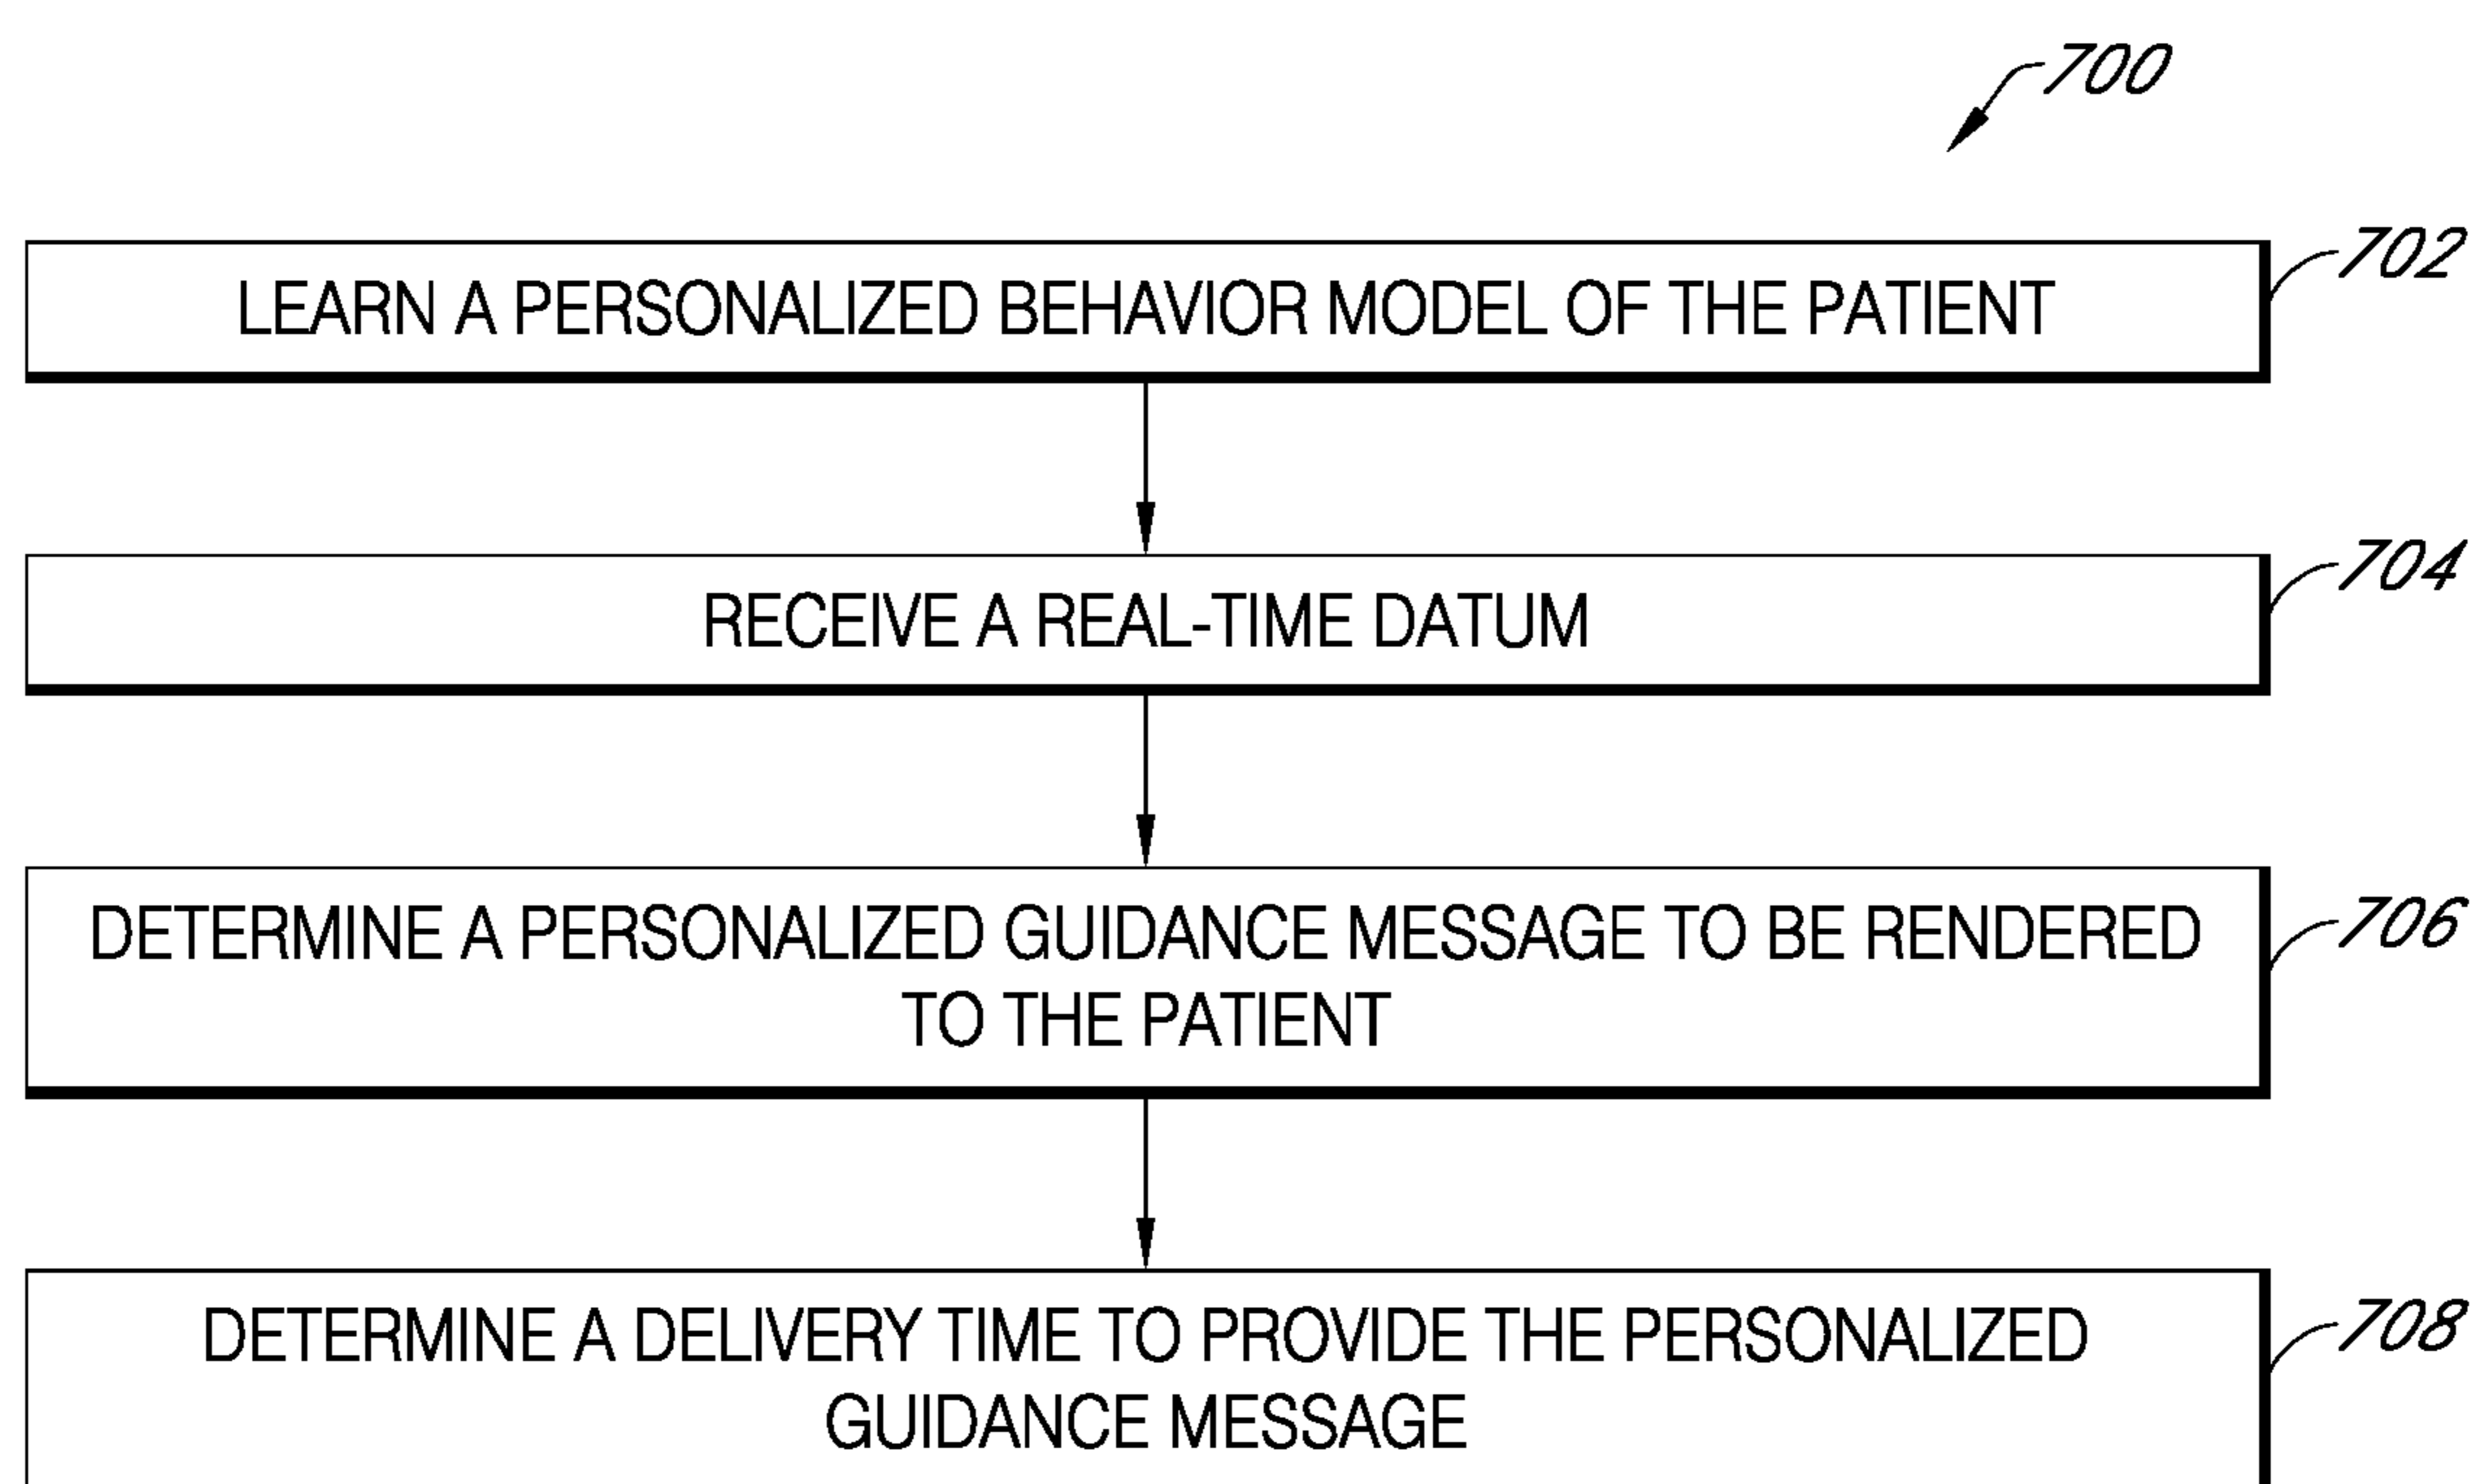 700
702
LEARN A PERSONALIZED BEHAVIOR MODEL OF THE PATIENT
704
RECEIVE A REAL-TIME DATUM
706
DETERMINE A PERSONALIZED GUIDANCE MESSAGE TO BE RENDERED
TO THE PATIENT
708
DETERMINE A DELIVERY TIME TO PROVIDE THE PERSONALIZED
GUIDANCE MESSAGE